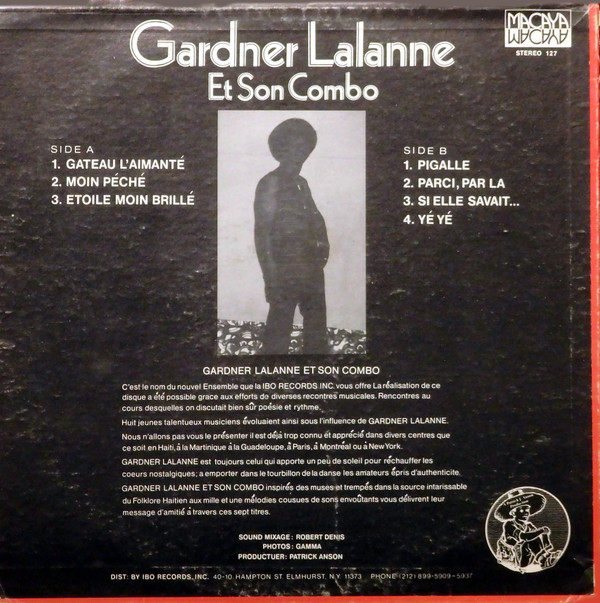 Gardner Lalanne
Et Son Combo
MACAYA
STEREO 127
SIDE A
1. GATEAU L'AIMANTÉ
2. MOIN PÉCHÉ
3. ETOILE MOIN BRILLÉ
SIDE B
1. PIGALLE
2. PARCI, PAR LA
3. SI ELLE SAVAIT...
4. YÉ YÉ
GARDNER LALANNE ET SON COMBO
C'est le nom du nouvel Ensemble que la IBO RECORDS INC. vous offre La réalisation de ce
disque a été possible grace aux efforts do diverses recontres musicales. Rencontres au
cours desquelles on discutait bien sûr poésie et rythme.
Huit jeunes talentueux musiciens évoluaient ainsi sous l'influence de GARDNER LALANNE.
Nous n'allons pas vous le présenter il est déjà trop connu et apprécié dans divers centres que
ce soit en Haiti, à la Martinique à la Guadeloupe, à Paris, à Montréal ou à New York.
GARDNER LALANNE est toujours celui qui apporte un peu de soleil pour réchauffer les
coeurs nostalgiques; a emporter dans le tourbillon de la danse les amateurs épris d'authenticite.
GARDNER LALANNE ET SON COMBO inspirés des muses et trempés dans la source intarissable
du Folklore Haitien aux mille et une mélodies cousues de sons envoûtants vous délivrent leur
message d'amitié à travers ces sept titres.
SOUND MIXAGE: ROBERT DENIS
PHOTOS: GAMMA
PRODUCTUER: PATRICK ANSON
DIST: BY IBO RECORDS, INC. 40-10 HAMPTON ST. ELMHURST, N.Y. 11373 PHONE (212) 899-5909-5937